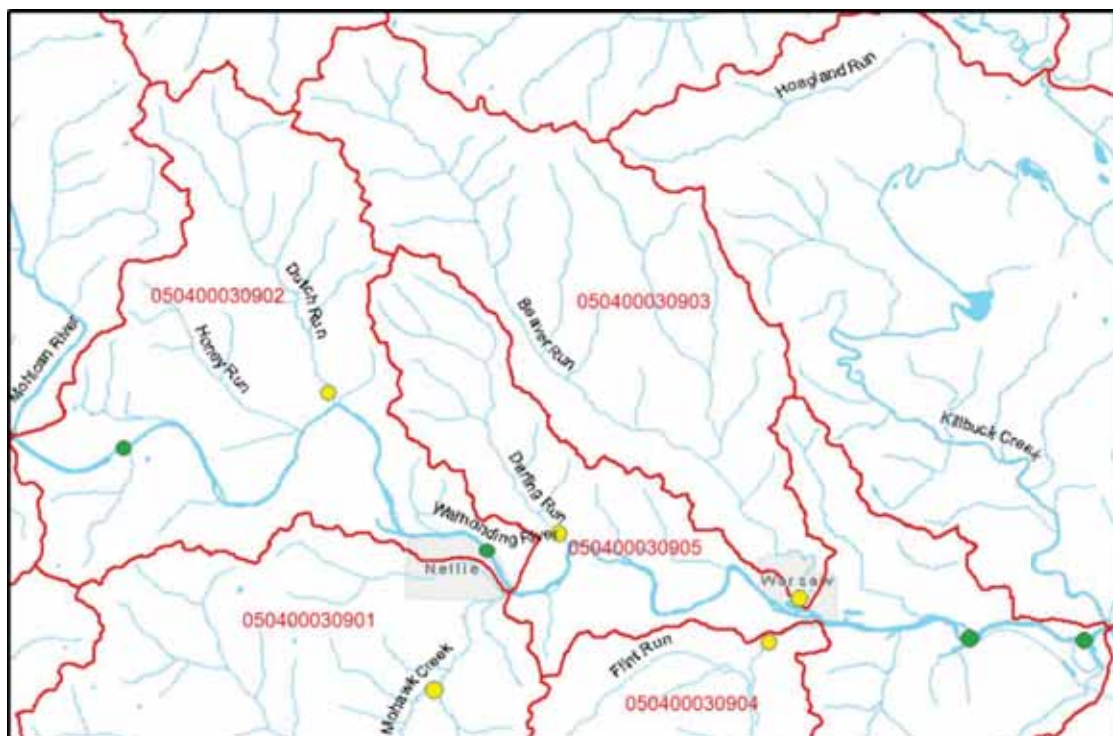 Hoagland Run
Dutch Run
050400030902
050400030903
Beaver Run
Honey Run
Mohican River
Killbuck Creek
Darling Run
Walhonding River
050400030905
Nellie
Warsaw
050400030901
Flint Run
Mohawk Creek
050400030904